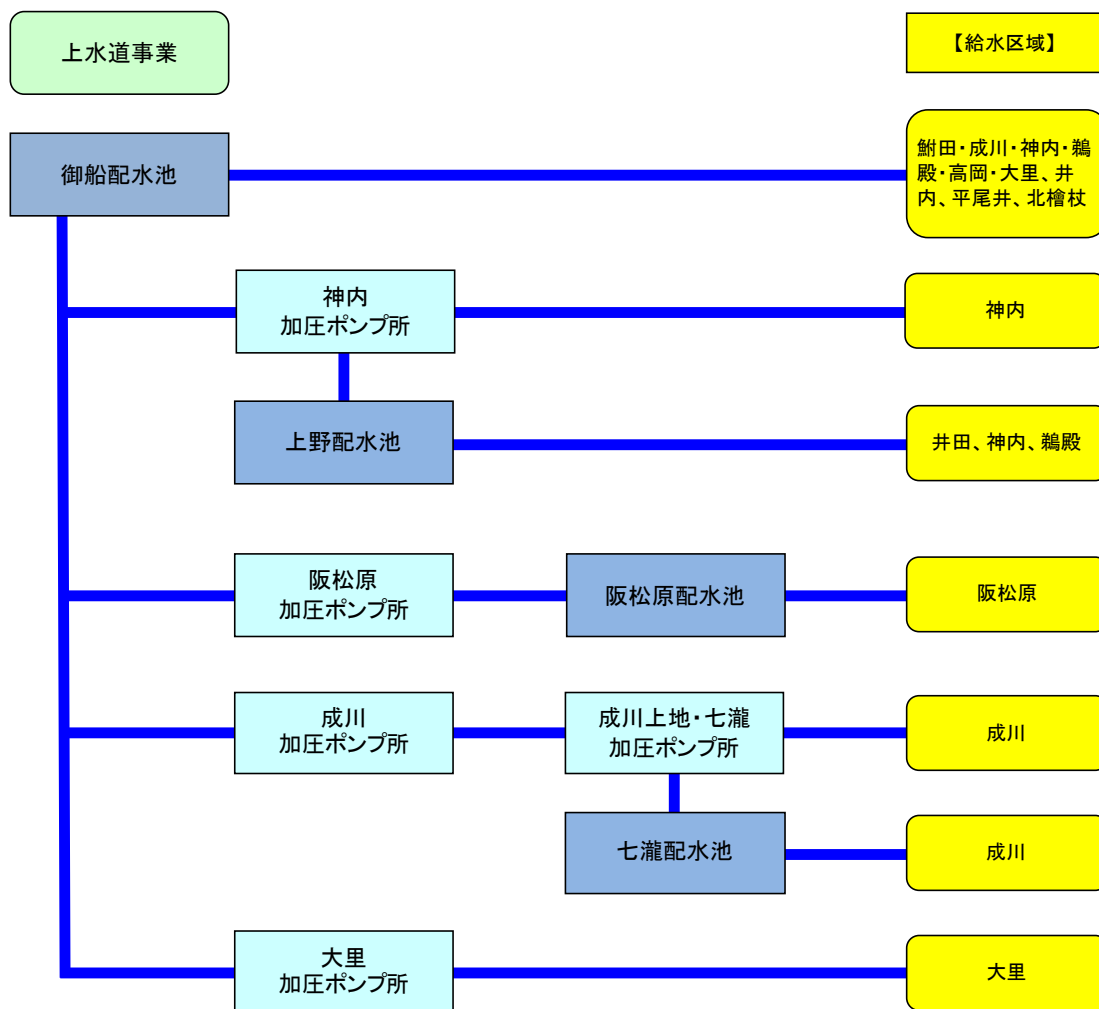 上水道事業
【給水区域】
御船配水池
鮒田・成川・神内・鵜
殿・高岡・大里、井
内、平尾井、北檜杖
神内
加圧ポンプ所
神内
上野配水池
井田、神内、鵜殿
阪松原
加圧ポンプ所
阪松原配水池
阪松原
成川
加圧ポンプ所
成川上地・七瀧
加圧ポンプ所
成川
七瀧配水池
成川
大里
加圧ポンプ所
大里